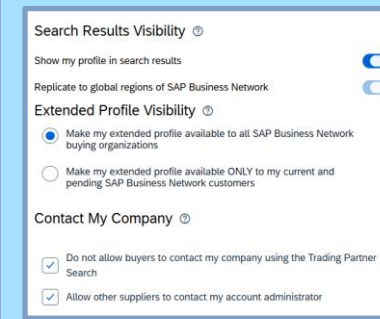 Search Results Visibility
Show my profile in search results
Replicate to global regions of SAP Business Network
Extended Profile Visibility
Make my extended profile available to all SAP Business Network
buying organizations
Make my extended profile available ONLY to my current and
pending SAP Business Network customers
Contact My Company
Do not allow buyers to contact my company using the Trading Partner
Search
Allow other suppliers to contact my account administrator